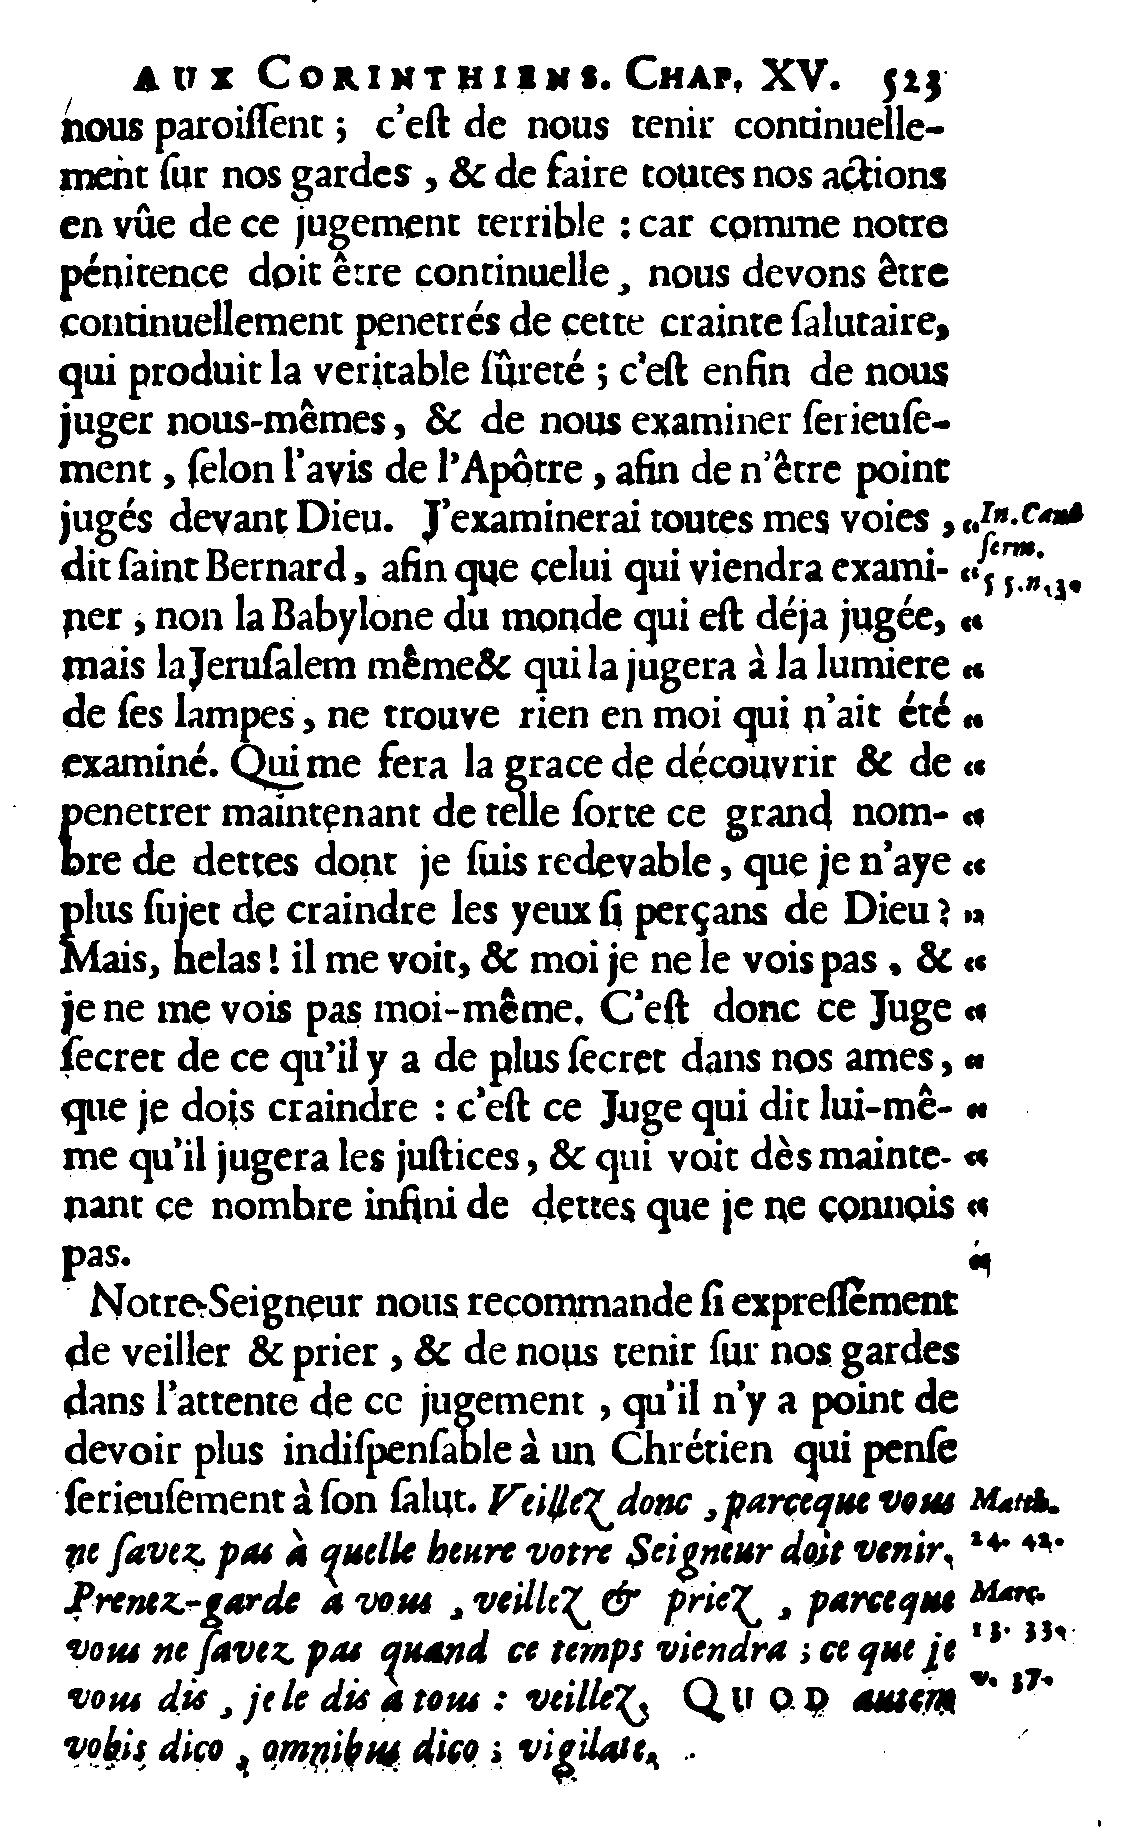 AUX CORINTHIENS. CHAP. XV. 523
nous paroiſſent ; c'eſt de nous tenir continuelle-
ment ſur nos gardes , & de faire toutes nos actions
en vûe de ce jugement terrible : car comme notre
pénitence doit être continuelle , nous devons être
continuellement penetrés de cette crainte ſalutaire,
qui produit la veritable ſûreté ; c'eſt enfin de nous
juger nous-mêmes , & de nous examiner ſerieuſe-
ment , ſelon l'avis de l'Apôtre , afin de n'être point
jugés devant Dieu. J'examinerai toutes mes voies , “ In. Cant
dit ſaint Bernard , afin que celui qui viendra exami- “ ſerm.
55. n. 3.
ner , non la Babylone du monde qui eſt déja jugée, “
mais la Jeruſalem même & qui la jugera à la lumiere “
de ſes lampes , ne trouve rien en moi qui n'ait été “
examiné. Qui me fera la grace de découvrir & de “
penetrer maintenant de telle ſorte ce grand nom- “
bre de dettes dont je ſuis redevable , que je n'aye “
plus ſujet de craindre les yeux ſi perçans de Dieu ? “
Mais, helas ! il me voit, & moi je ne le vois pas , & “
je ne me vois pas moi-même. C'eſt donc ce Juge “
ſecret de ce qu'il y a de plus ſecret dans nos ames , “
que je dois craindre : c'eſt ce Juge qui dit lui-mê- “
me qu'il jugera les juſtices , & qui voit dès mainte- “
nant ce nombre infini de dettes que je ne connois “
pas. “
Notre-Seigneur nous recommande ſi expreſſément
de veiller & prier , & de nous tenir ſur nos gardes
dans l'attente de ce jugement , qu'il n'y a point de
devoir plus indiſpenſable à un Chrétien qui penſe
ſerieuſement à ſon ſalut. Veillez donc , parceque vous Matth.
ne ſavez pas à quelle heure votre Seigneur doit venir. 24. 42.
Prenez-garde à vous , veillez & priez , parceque Marc.
vous ne ſavez pas quand ce temps viendra ; ce que je 13. 33.
vous dis , je le dis à tous : veillez, QUOD autem v. 37.
vobis dico , omnibus dico ; vigilate.